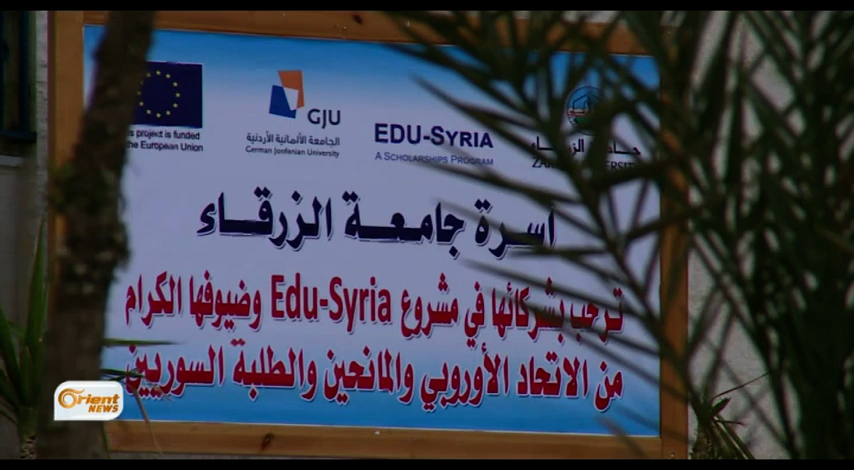 s project is funded
the European Union
GJU
الجامعة الألمانية الأردنية
German Jordanian University
EDU-SYRIA
A SCHOLARSHIPS PROGRAM
أسرة جامعة الزرقاء
ترحب بشركائها في مشروع Edu-Syria وضيوفها الكرام
من الاتحاد الأوروبي والمانحين والطلبة السوريين
Orient
NEWS